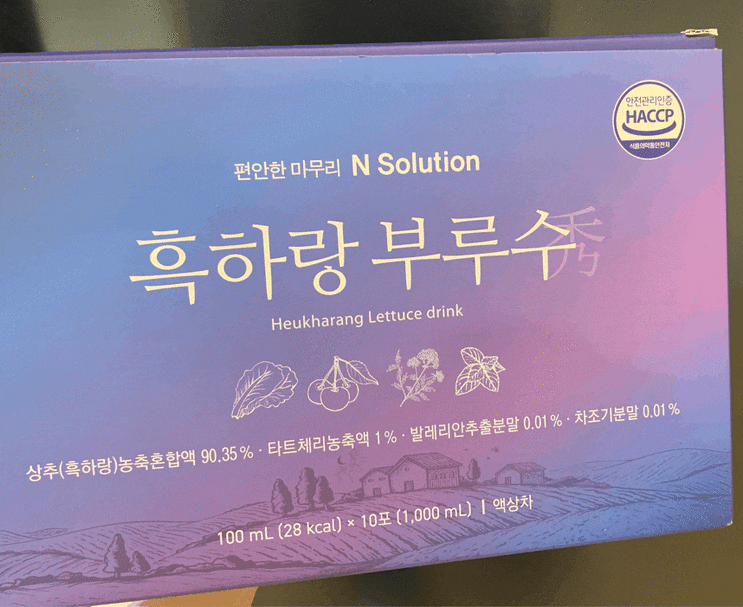 안전관리인증
HACCP
식품의약품안전처
편안한 마무리 N Solution
흑하랑 부루수秀
Heukharang Lettuce drink
상추(흑하랑)농축혼합액 90.35% · 타트체리농축액 1% · 발레리안추출분말 0.01% · 차조기분말 0.01%
100 mL (28 kcal) × 10포 (1,000 mL) | 액상차